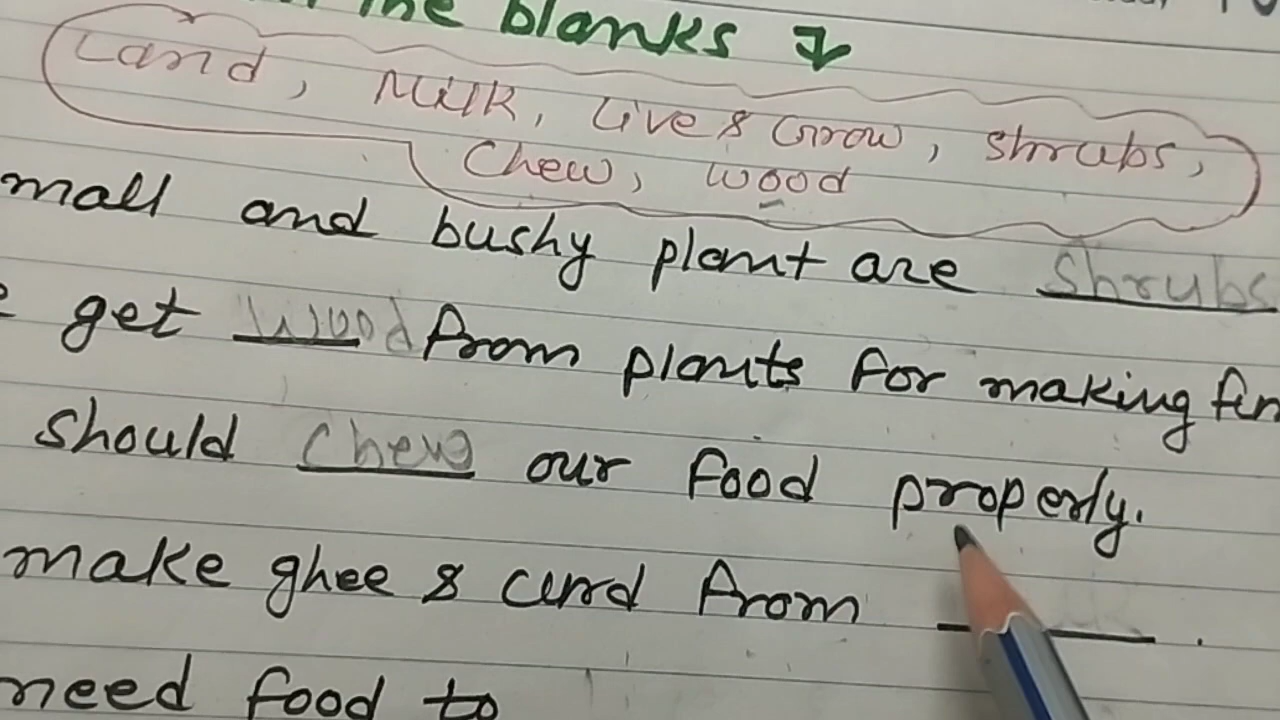 the blanks
Land, Milk, Live & Grow, Shrubs,
Chew, wood
mall and bushy plant are Shrubs
get Wood from plants for making
should Chew our food properly.
make ghee & curd from ____.
need food to